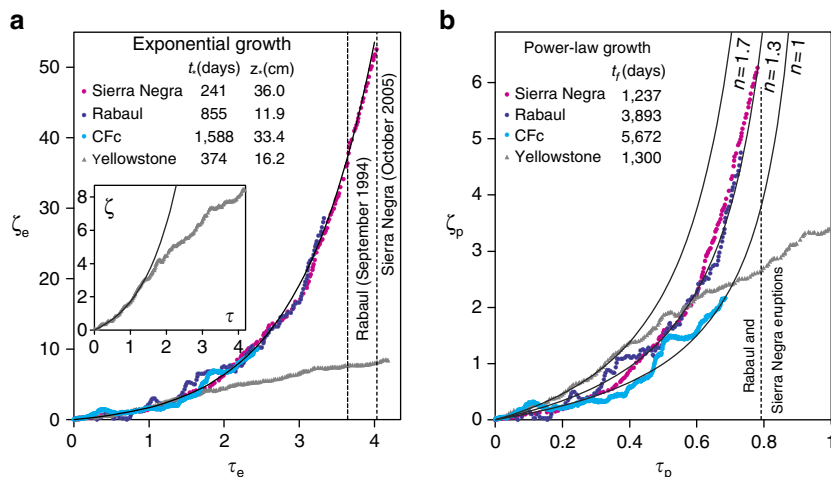 a
Exponential growth
t* (days) z* (cm)
Sierra Negra 241 36.0
Rabaul 855 11.9
CFc 1,588 33.4
Yellowstone 374 16.2
50
40
30
20
10
0
ζe
0 1 2 3 4
τe
Rabaul (September 1994)
Sierra Negra (October 2005)
ζ
8
6
4
2
0
0 1 2 3 4
τ
b
Power-law growth
tf (days)
Sierra Negra 1,237
Rabaul 3,893
CFc 5,672
Yellowstone 1,300
n = 1.7
n = 1.3
n = 1
6
5
4
3
2
1
0
ζp
0 0.2 0.4 0.6 0.8 1
τp
Rabaul and
Sierra Negra eruptions